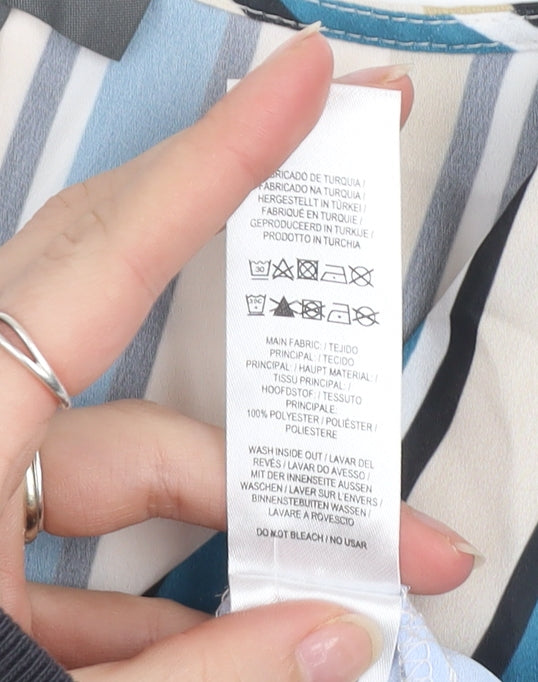 FABRICADO DE TURQUIA /
FABRICADO NA TURQUIA /
HERGESTELLT IN TÜRKEI /
FABRIQUÉ EN TURQUIE /
GEPRODUCEERD IN TURKIJE /
PRODOTTO IN TURCHIA
30
30C
MAIN FABRIC: / TEJIDO
PRINCIPAL: / TECIDO
PRINCIPAL: / HAUPT MATERIAL: /
TISSU PRINCIPAL: /
HOOFDSTOF: / TESSUTO
PRINCIPALE:
100% POLYESTER / POLIÉSTER /
POLIESTERE
WASH INSIDE OUT / LAVAR DEL
REVÉS / LAVAR DO AVESSO /
MIT DER INNENSEITE AUSSEN
WASCHEN / LAVER SUR L'ENVERS /
BINNENSTEBUITEN WASSEN /
LAVARE A ROVESCIO
DO NOT BLEACH / NO USAR